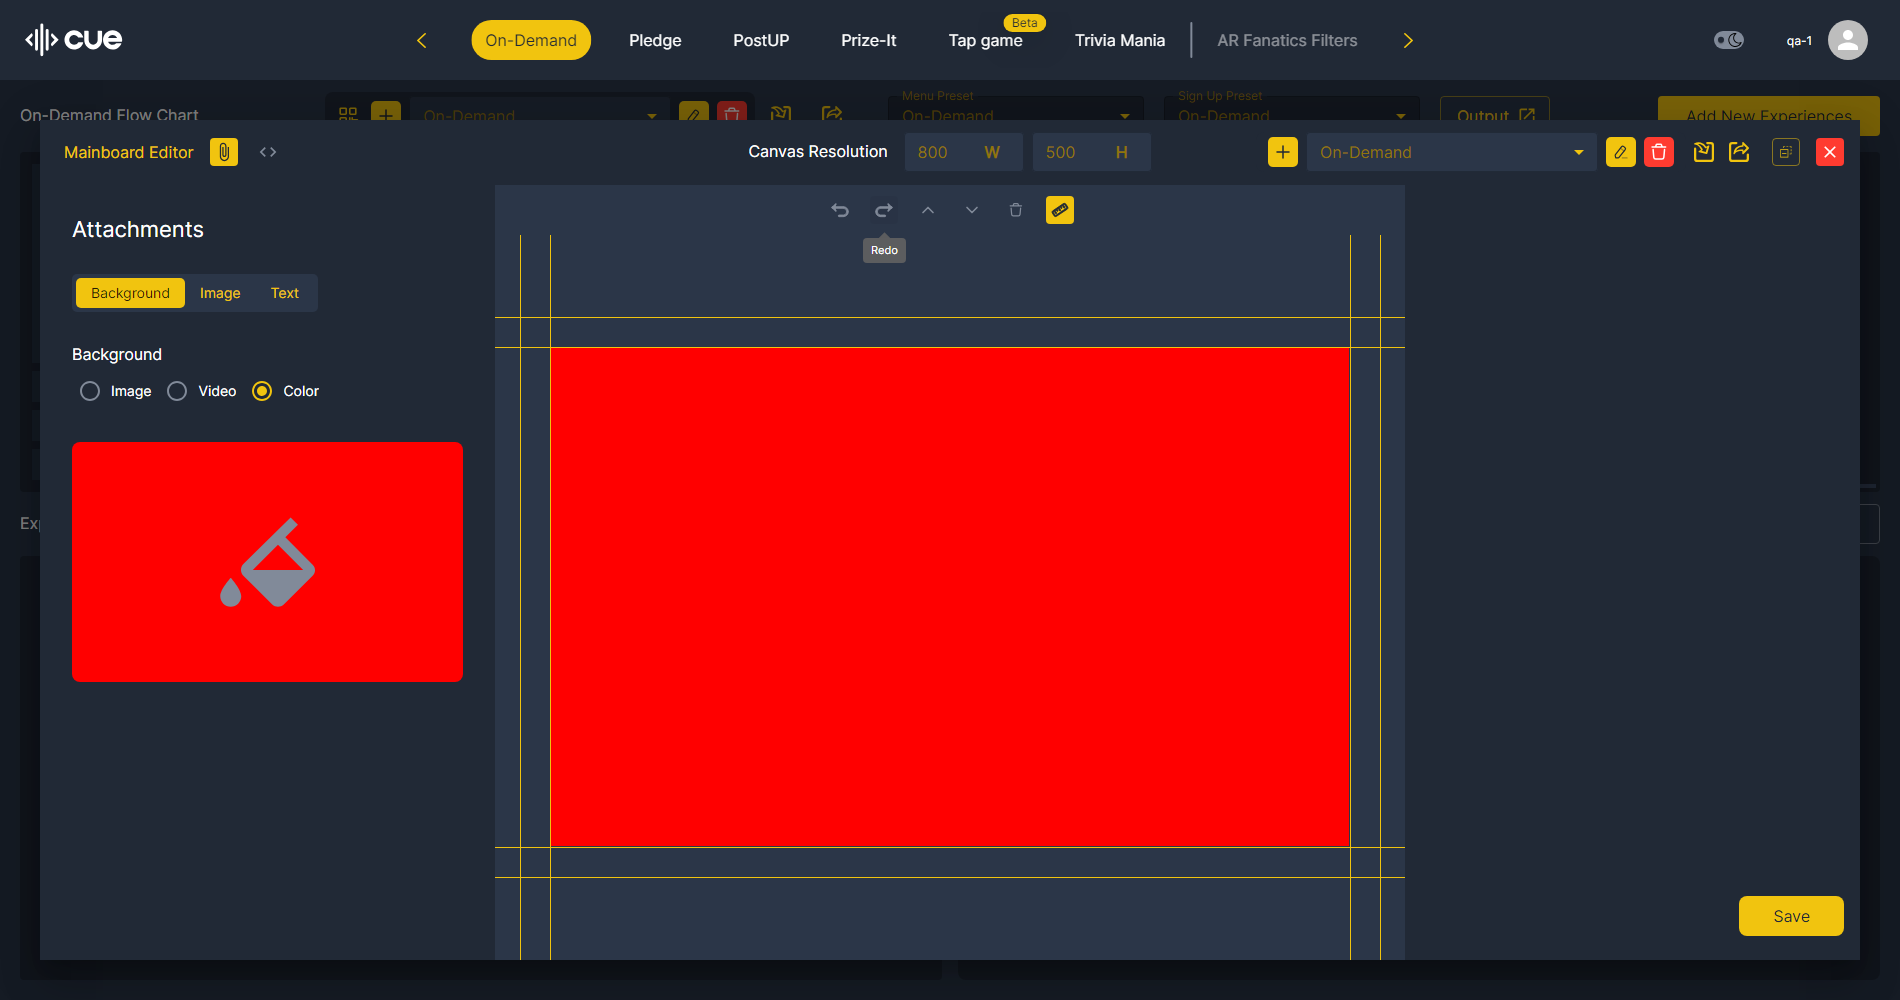 cue
On-Demand
Pledge
PostUP
Prize-It
Tap game
Beta
Trivia Mania
AR Fanatics Filters
qa-1
On-Demand Flow Chart
On-Demand
Menu Preset
On-Demand
Sign Up Preset
On-Demand
Output
Add New Experiences
Mainboard Editor
Canvas Resolution
800 W
500 H
On-Demand
Attachments
Redo
Background
Image
Text
Background
Image
Video
Color
Save